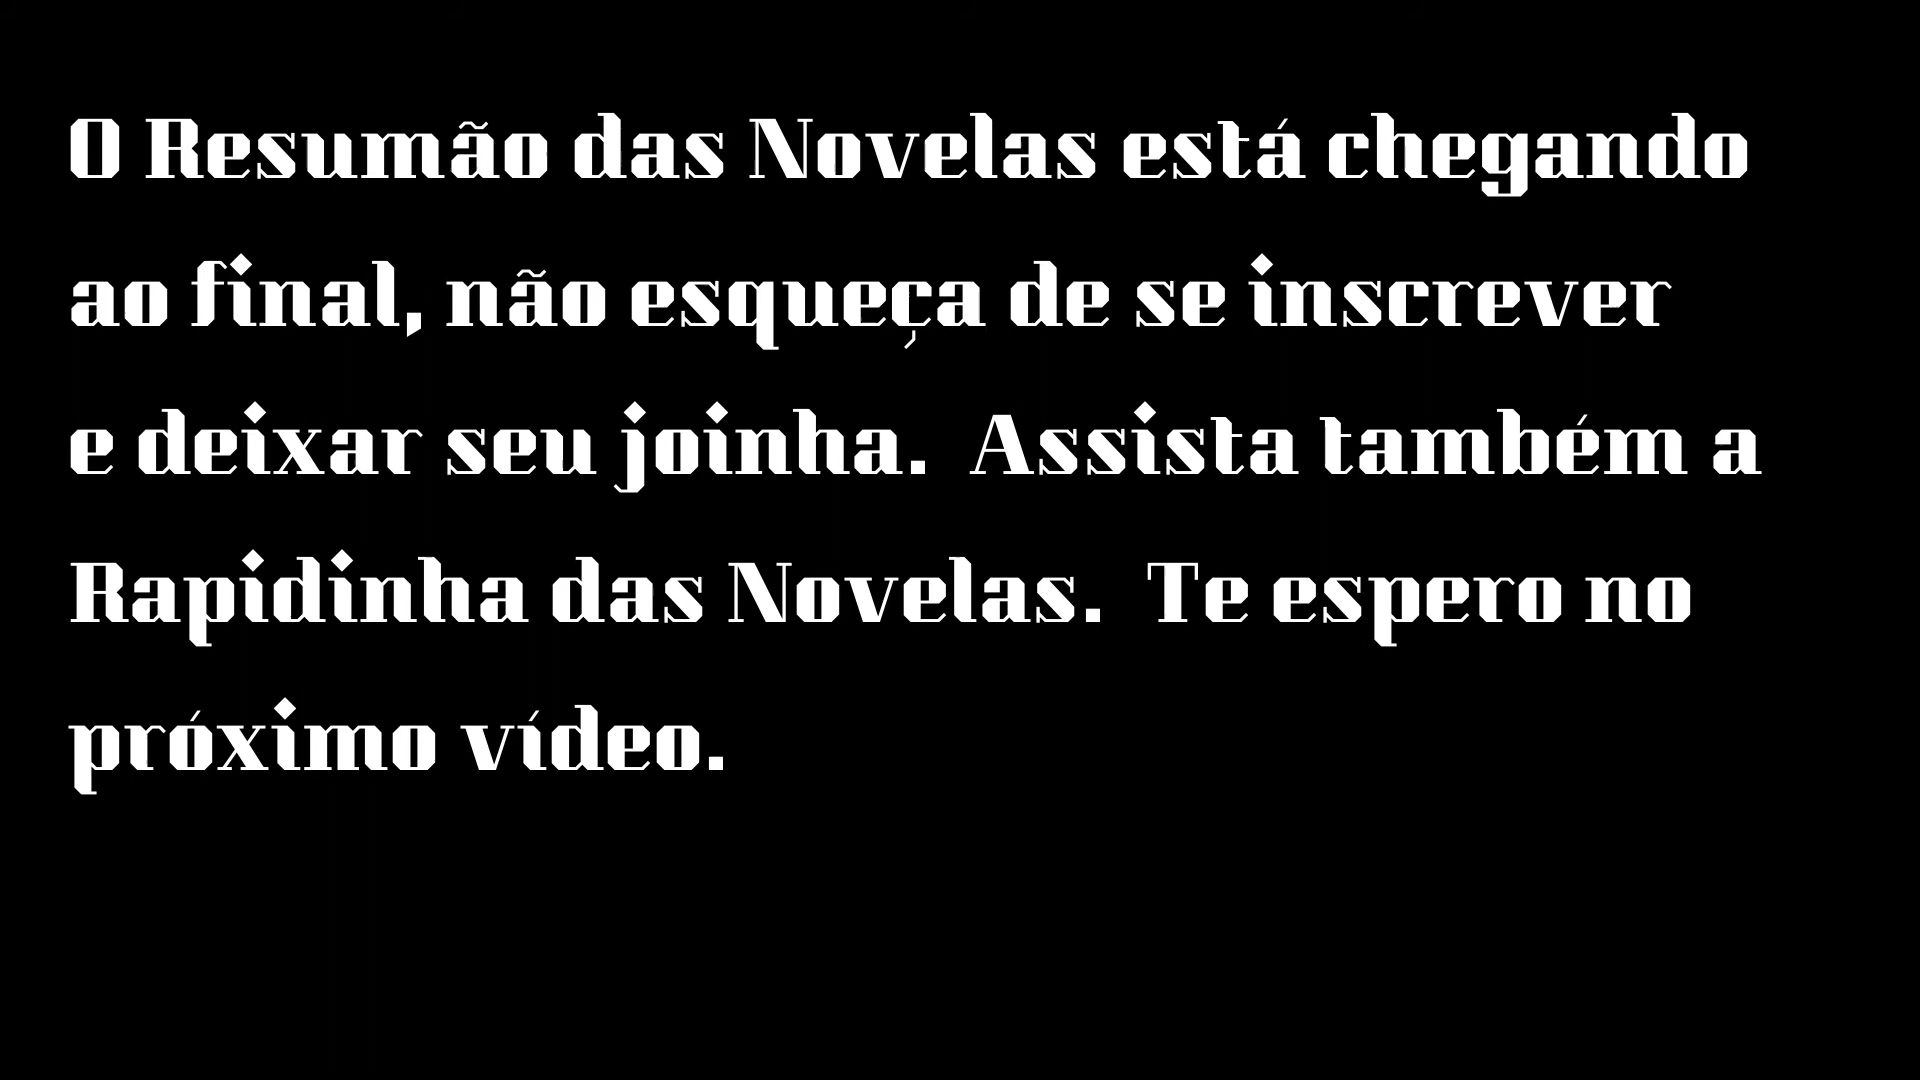 O Resumão das Novelas está chegando
ao final, não esqueça de se inscrever
e deixar seu joinha.  Assista também a
Rapidinha das Novelas.  Te espero no
próximo vídeo.